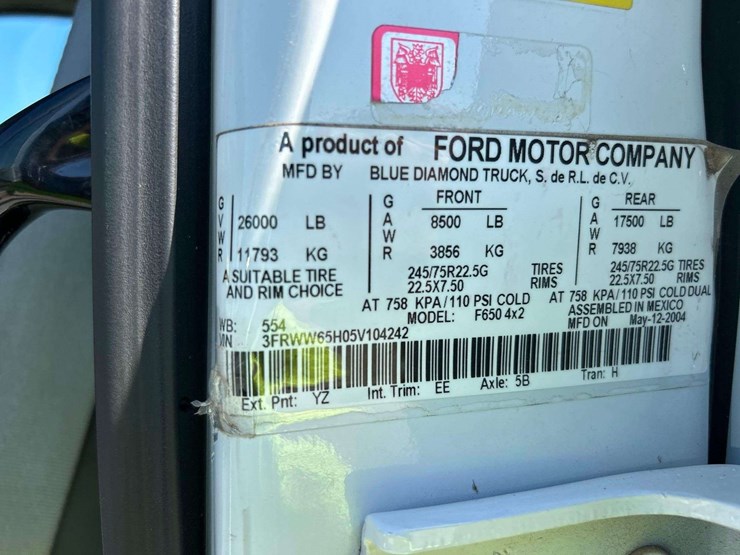 A product of FORD MOTOR COMPANY
MFD BY BLUE DIAMOND TRUCK, S. de R.L. de C.V.
GVWR 26000 LB
11793 KG
FRONT
GAWR 8500 LB
3856 KG
REAR
GAWR 17500 LB
7938 KG
A SUITABLE TIRE
AND RIM CHOICE
245/75R22.5G TIRES
22.5X7.50 RIMS
AT 758 KPA/110 PSI COLD
245/75R22.5G TIRES
22.5X7.50 RIMS
AT 758 KPA/110 PSI COLD DUAL
MODEL: F650 4x2
ASSEMBLED IN MEXICO
MFD ON May-12-2004
WB: 554
VIN 3FRWW65H05V104242
Ext. Pnt: YZ Int. Trim: EE Axle: 5B Tran: H